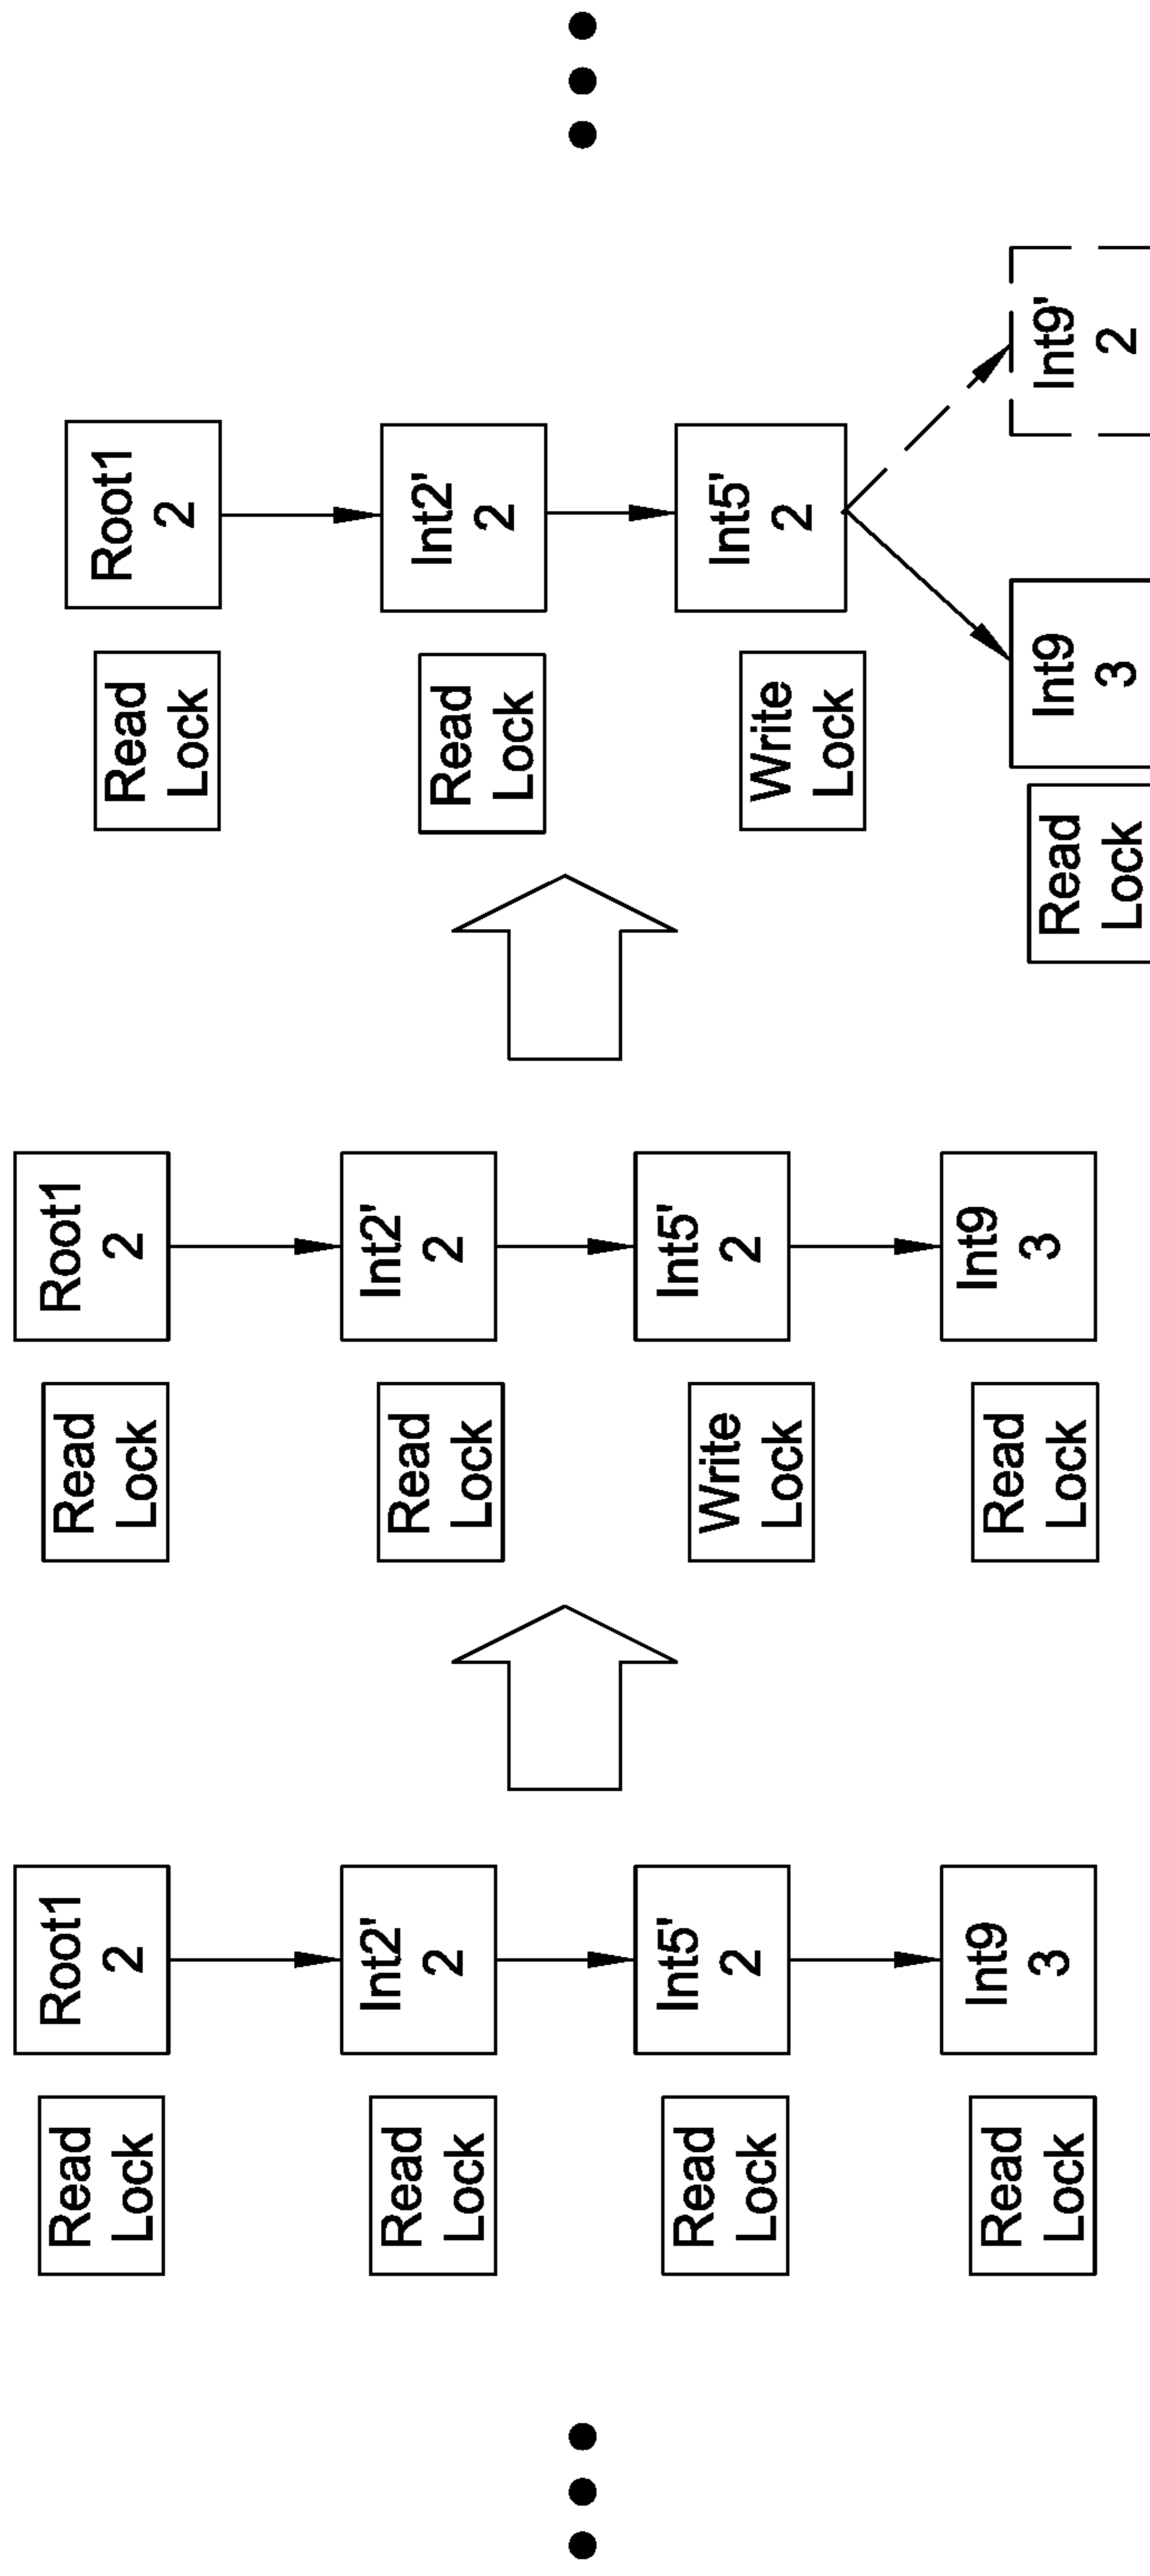 Read
Lock
Root1
2
Read
Lock
Int2'
2
Read
Lock
Int5'
2
Read
Lock
Int9
3
Read
Lock
Root1
2
Read
Lock
Int2'
2
Write
Lock
Int5'
2
Read
Lock
Int9
3
Read
Lock
Root1
2
Read
Lock
Int2'
2
Write
Lock
Int5'
2
Read
Lock
Int9
3
Int9'
2